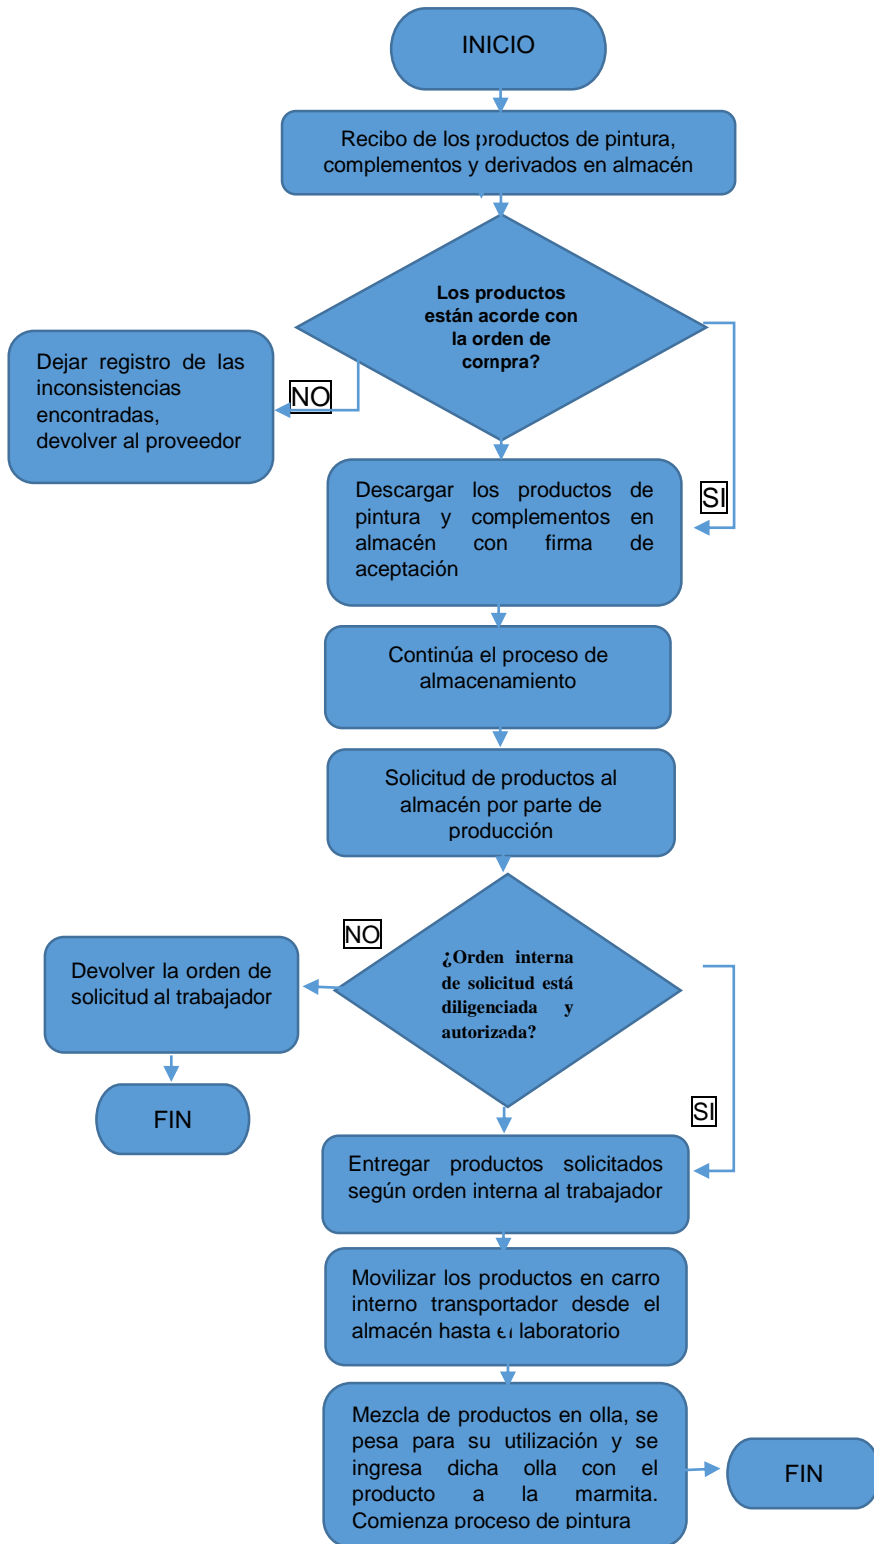 INICIO
Recibo de los productos de pintura,
complementos y derivados en almacén
Los productos
están acorde con
la orden de
compra?
Dejar registro de las
inconsistencias
encontradas,
devolver al proveedor
NO
SI
Descargar los productos de
pintura y complementos en
almacén con firma de
aceptación
Continúa el proceso de
almacenamiento
Solicitud de productos al
almacén por parte de
producción
NO
¿Orden interna
de solicitud está
diligenciada y
autorizada?
Devolver la orden de
solicitud al trabajador
FIN
SI
Entregar productos solicitados
según orden interna al trabajador
Movilizar los productos en carro
interno transportador desde el
almacén hasta el laboratorio
Mezcla de productos en olla, se
pesa para su utilización y se
ingresa dicha olla con el
producto a la marmita.
Comienza proceso de pintura
FIN